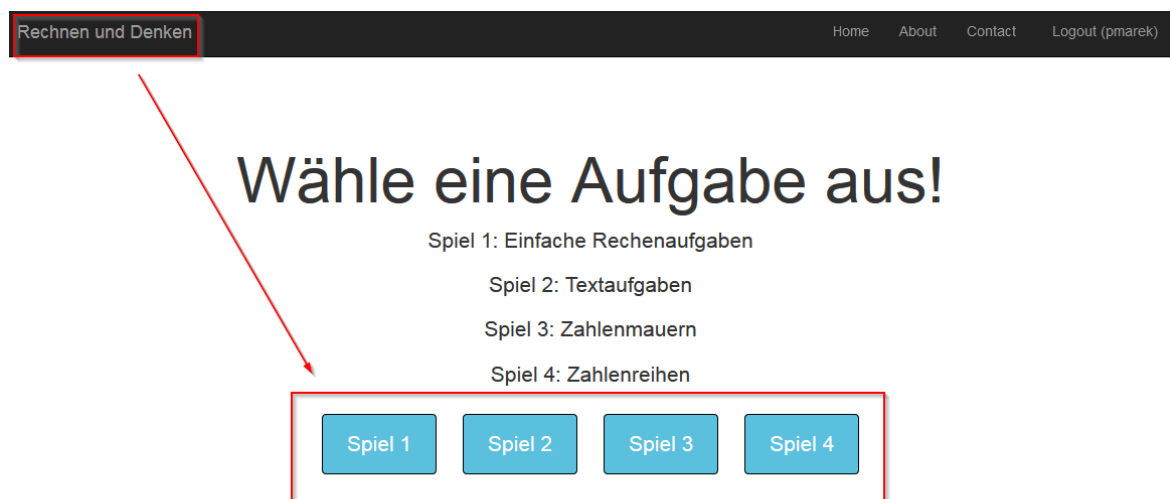 Rechnen und Denken Home About Contact Logout (pmarek)
Wähle eine Aufgabe aus!
Spiel 1: Einfache Rechenaufgaben
Spiel 2: Textaufgaben
Spiel 3: Zahlenmauern
Spiel 4: Zahlenreihen
Spiel 1 Spiel 2 Spiel 3 Spiel 4